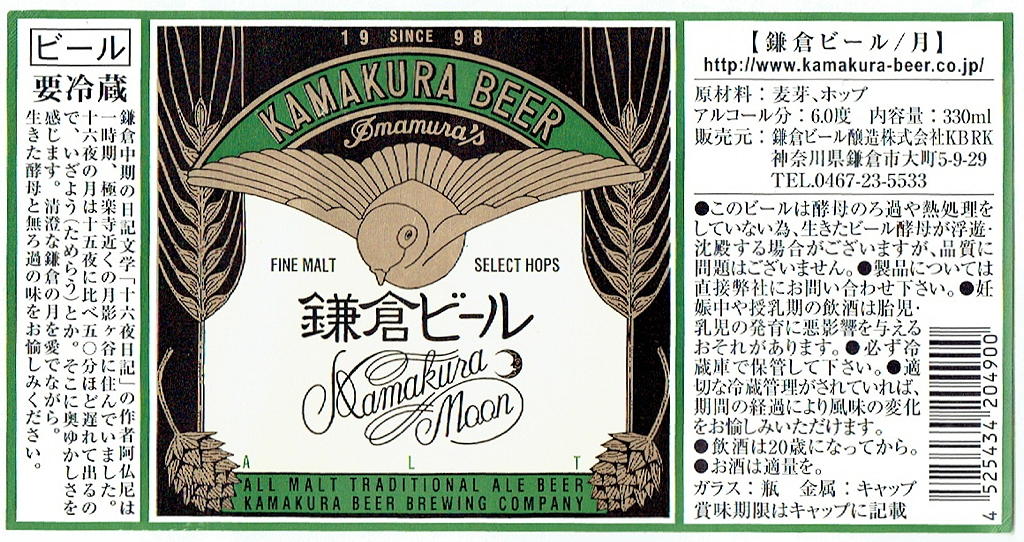 ビール
要冷蔵
鎌倉中期の日記文学「十六夜日記」の作者阿仏尼は
一時期、極楽寺近くの月影ヶ谷に住んでいました。
十六夜の月は十五夜に比べ五〇分ほど遅れて出るの
で、いざよう（ためらう）とか。そこに奥ゆかしさを
感じます。清澄な鎌倉の月を愛でながら。
生きた酵母と無ろ過の味をお愉しみください。
19 SINCE 98
KAMAKURA BEER
Imamura's
FINE MALT
SELECT HOPS
鎌倉ビール
Kamakura
Moon
A L T
ALL MALT TRADITIONAL ALE BEER
KAMAKURA BEER BREWING COMPANY
【鎌倉ビール/月】
http://www.kamakura-beer.co.jp/
原材料：麦芽、ホップ
アルコール分：6.0度 内容量：330ml
販売元：鎌倉ビール醸造株式会社KBRK
神奈川県鎌倉市大町5-9-29
TEL.0467-23-5533
●このビールは酵母のろ過や熱処理を
していない為、生きたビール酵母が浮遊・
沈殿する場合がございますが、品質に
問題はございません。●製品については
直接弊社にお問い合わせ下さい。●妊
娠中や授乳期の飲酒は胎児・
乳児の発育に悪影響を与える
おそれがあります。●必ず冷
蔵庫で保管して下さい。●適
切な冷蔵管理がされていれば、
期間の経過により風味の変化
をお愉しみいただけます。
●飲酒は20歳になってから。
●お酒は適量を。
ガラス：瓶 金属：キャップ
賞味期限はキャップに記載
4 525434 204900